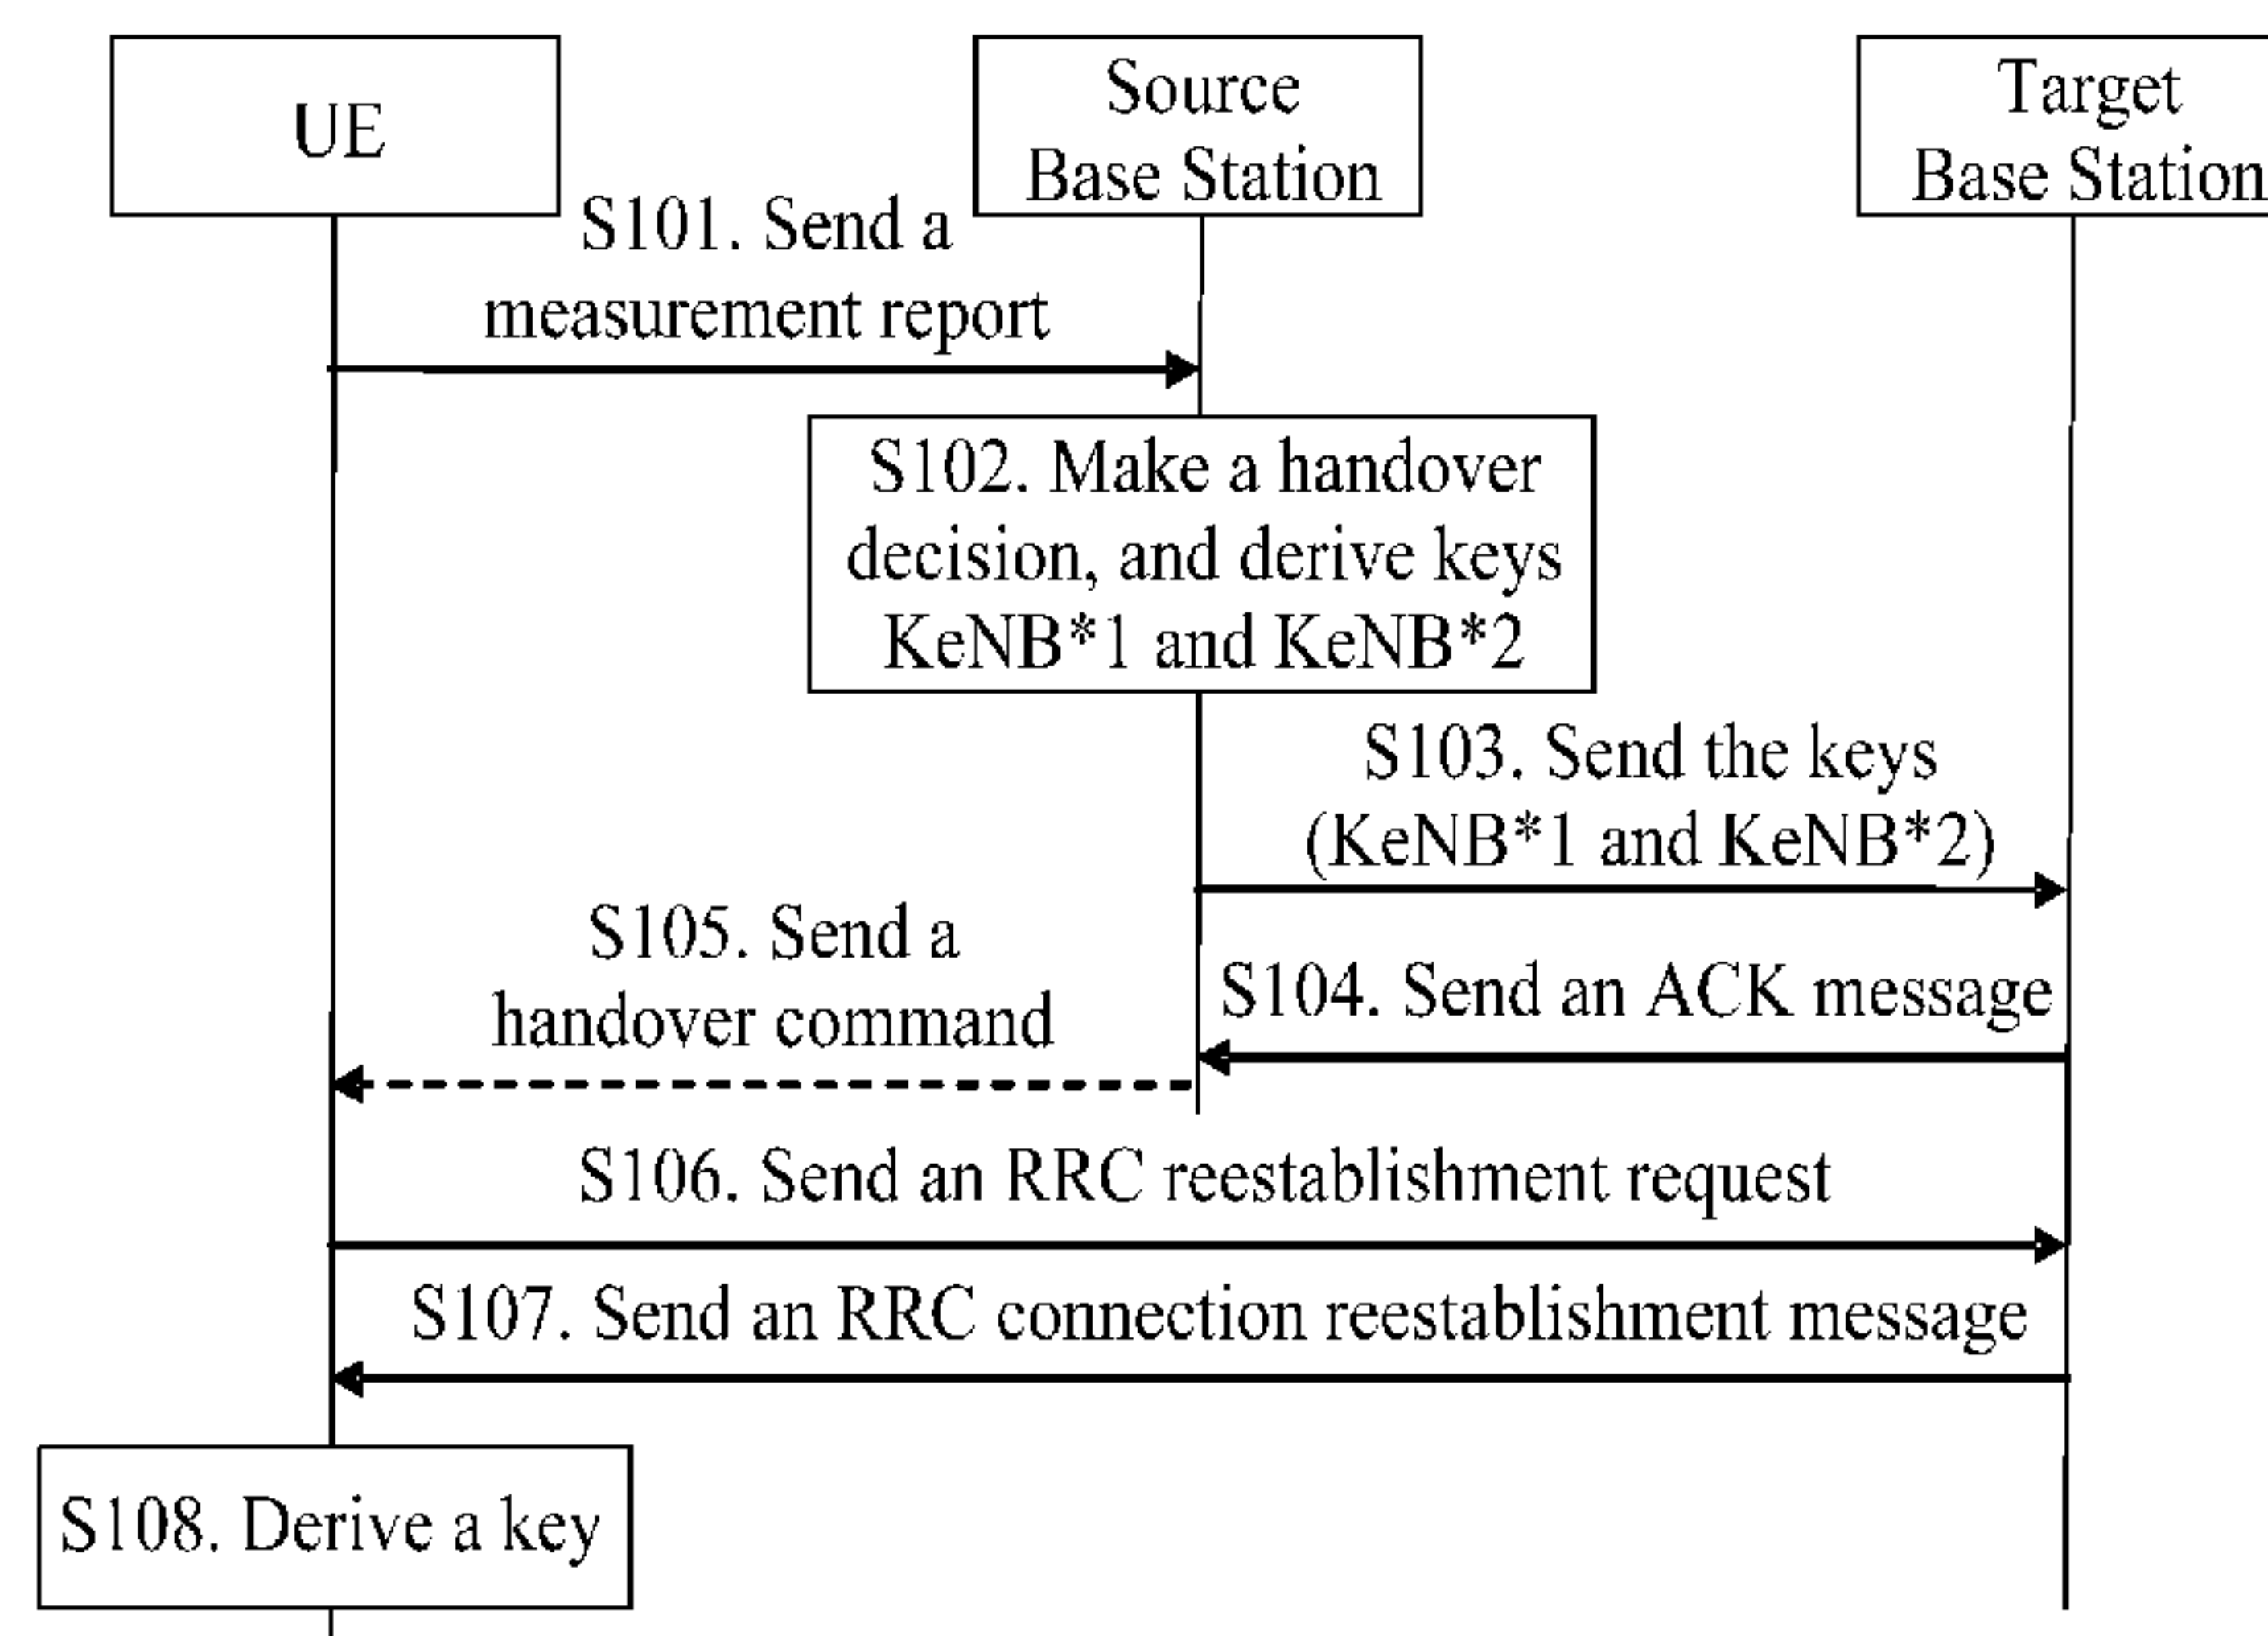 UE
Source
Base Station
Target
Base Station
S101. Send a
measurement report
S102. Make a handover
decision, and derive keys
KeNB*1 and KeNB*2
S103. Send the keys
(KeNB*1 and KeNB*2)
S104. Send an ACK message
S105. Send a
handover command
S106. Send an RRC reestablishment request
S107. Send an RRC connection reestablishment message
S108. Derive a key